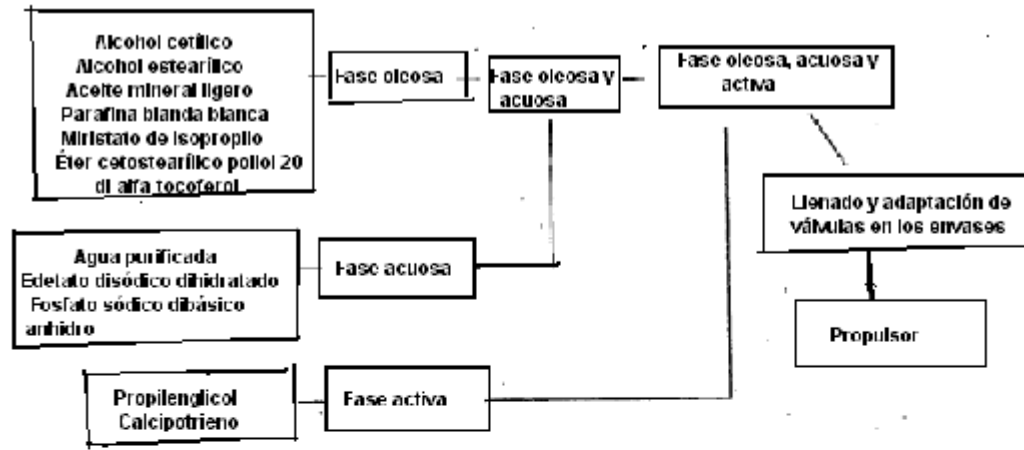 Alcohol cetílico
Alcohol estearílico
Aceite mineral ligero
Parafina blanda blanca
Miristato de isopropilo
Éter cetostearílico poliol 20
dl alfa tocoferol
Fase oleosa
Fase oleosa y
acuosa
Fase oleosa, acuosa y
activa
Llenado y adaptación de
válvulas en los envases
Propulsor
Agua purificada
Edetato disódico dihidratado
Fosfato sódico dibásico
anhidro
Fase acuosa
Propilenglicol
Calcipotrieno
Fase activa